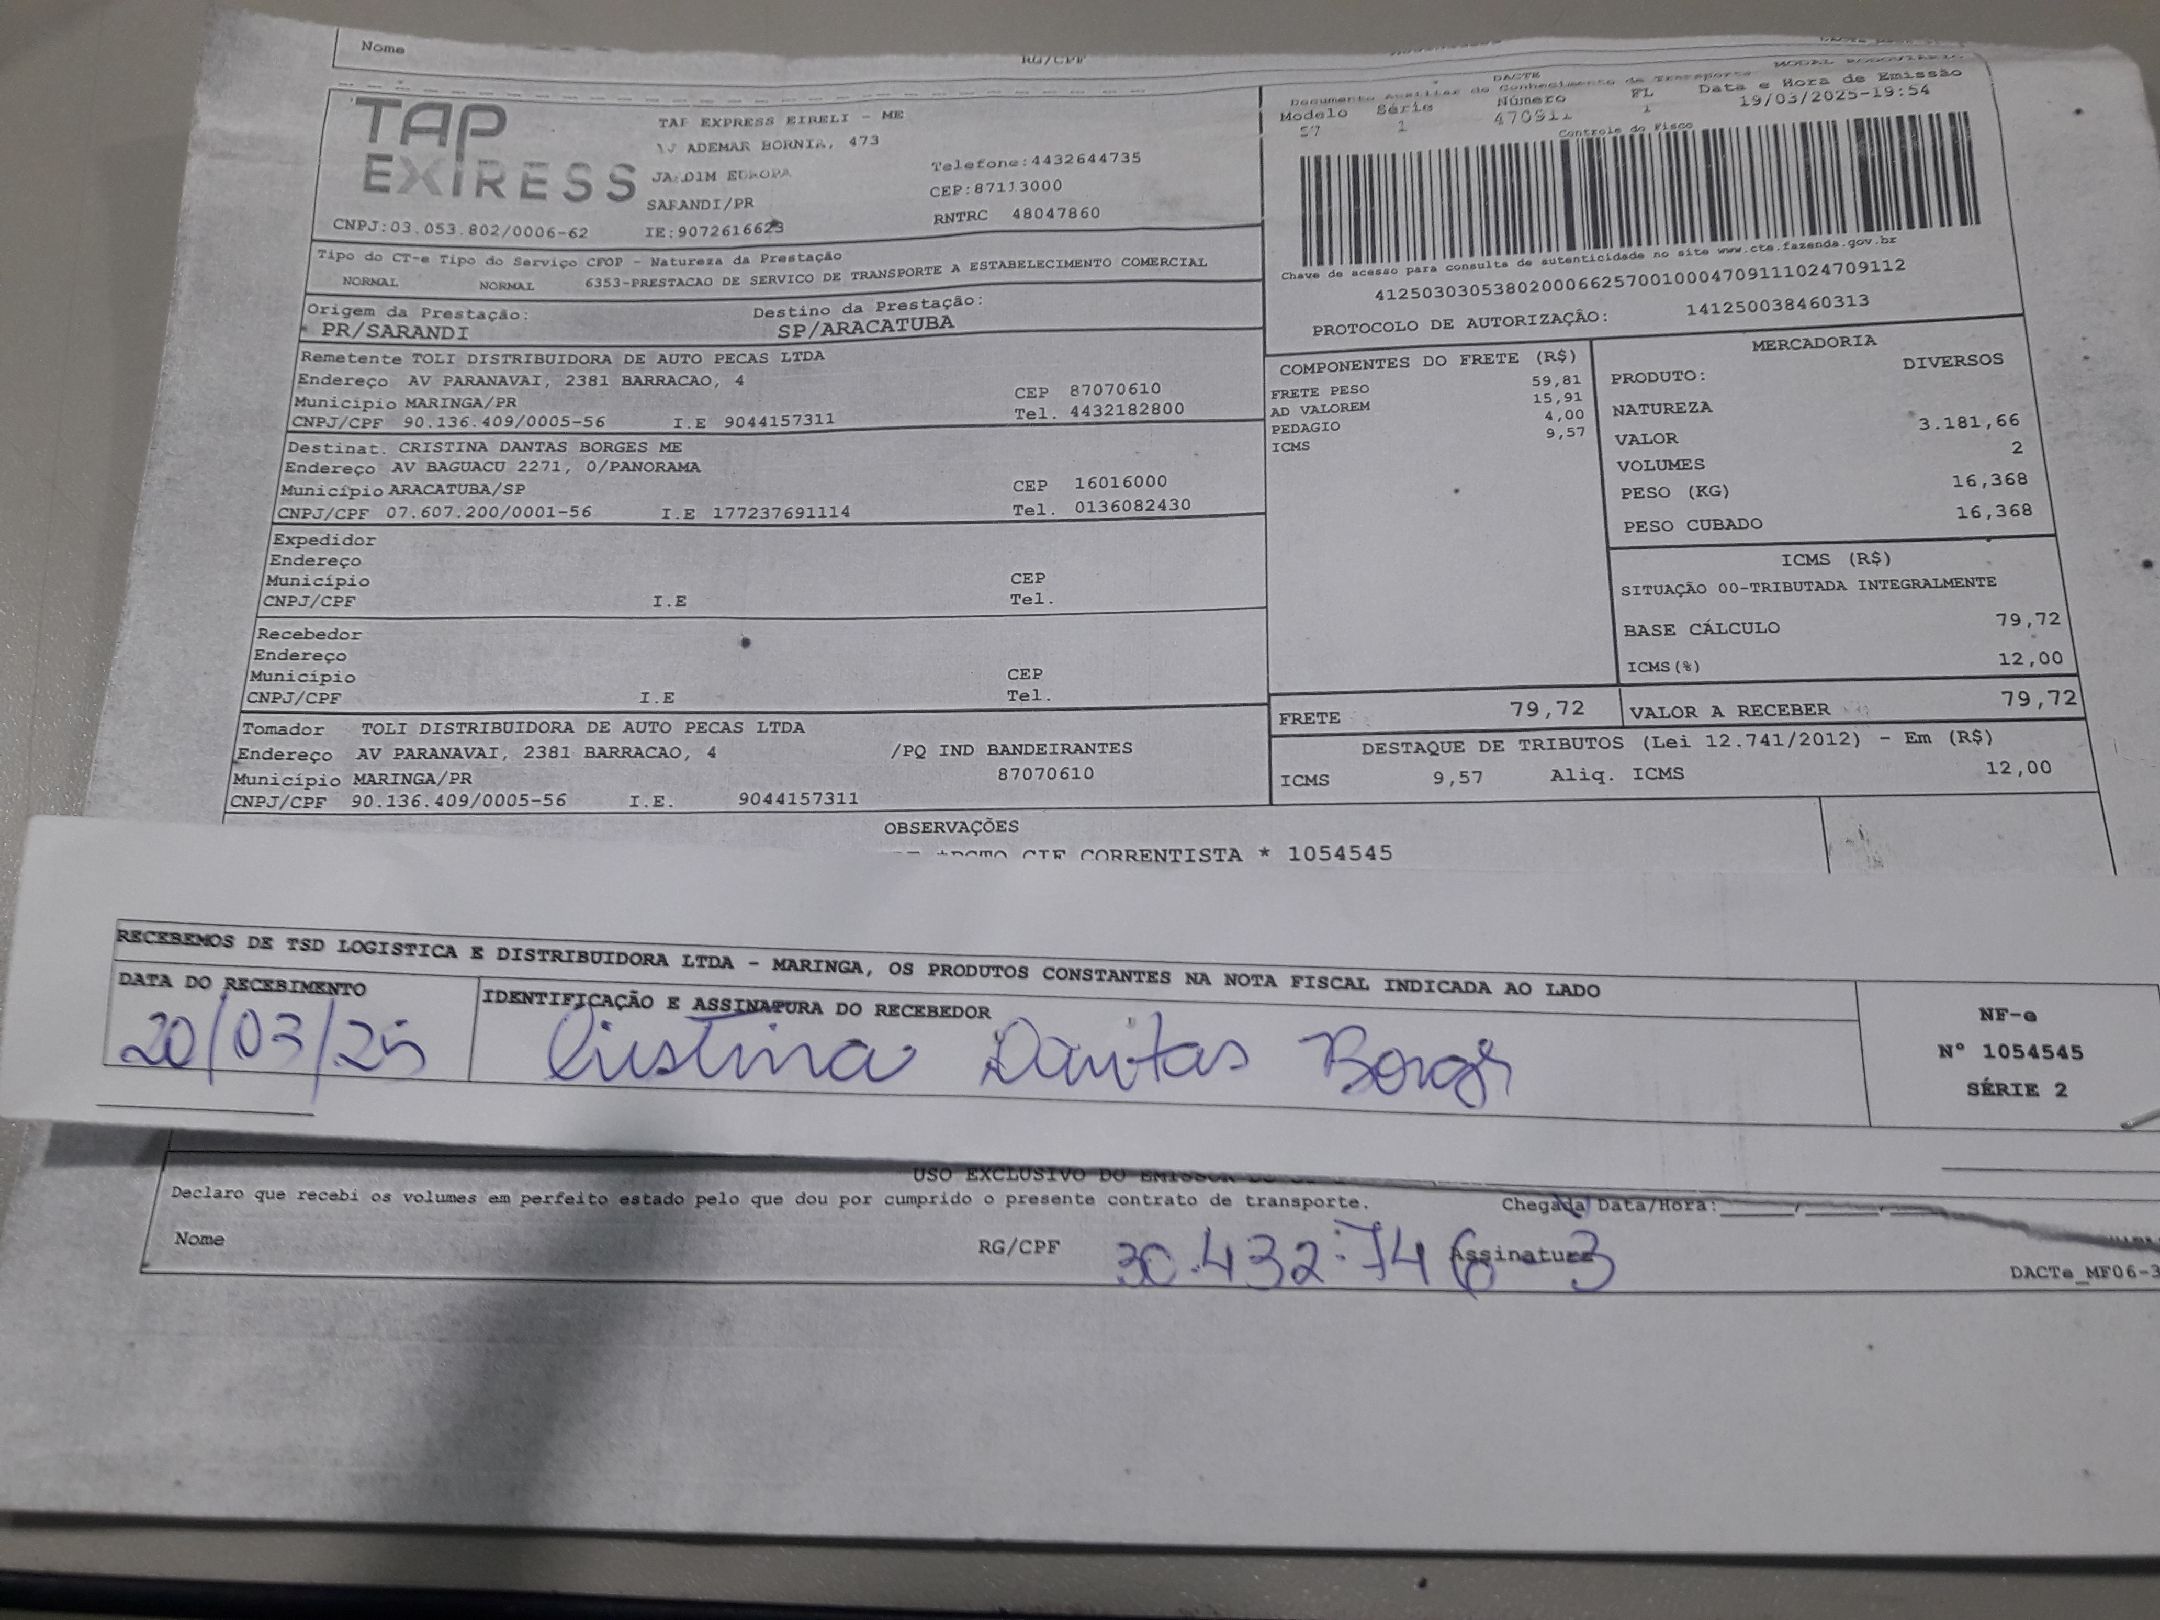 Nome RG/CPF
TAP
EXPRESS
TAP EXPRESS EIRELI - ME
ADEMAR BORNIA, 473
JARDIM EUROPA
SARANDI/PR
Telefone:4432644735
CEP:87113000
RNTRC 48047860
CNPJ:03.053.802/0006-62 IE:9072616623
DACTE
Documento Auxiliar do Conhecimento de Transporte
MODAL RODOVIARIO
Modelo Série Número FL Data e Hora de Emissão
57 1 470911 1 19/03/2025-19:54
Controle do Fisco
Chave de acesso para consulta de autenticidade no site www.cte.fazenda.gov.br
41250303053802000662570010004709111024709112
PROTOCOLO DE AUTORIZAÇÃO: 141250038460313
Tipo do CT-e Tipo do Serviço CFOP - Natureza da Prestação
NORMAL NORMAL 6353-PRESTACAO DE SERVICO DE TRANSPORTE A ESTABELECIMENTO COMERCIAL
Origem da Prestação: Destino da Prestação:
PR/SARANDI SP/ARACATUBA
Remetente TOLI DISTRIBUIDORA DE AUTO PECAS LTDA
Endereço AV PARANAVAI, 2381 BARRACAO, 4 CEP 87070610
Município MARINGA/PR Tel. 4432182800
CNPJ/CPF 90.136.409/0005-56 I.E 9044157311
Destinat. CRISTINA DANTAS BORGES ME
Endereço AV BAGUACU 2271, 0/PANORAMA
Município ARACATUBA/SP CEP 16016000
CNPJ/CPF 07.607.200/0001-56 I.E 177237691114 Tel. 0136082430
Expedidor
Endereço
Município CEP
CNPJ/CPF I.E Tel.
Recebedor
Endereço
Município CEP
CNPJ/CPF I.E Tel.
Tomador TOLI DISTRIBUIDORA DE AUTO PECAS LTDA
Endereço AV PARANAVAI, 2381 BARRACAO, 4 /PQ IND BANDEIRANTES
Município MARINGA/PR 87070610
CNPJ/CPF 90.136.409/0005-56 I.E. 9044157311
COMPONENTES DO FRETE (R$)
FRETE PESO 59,81
AD VALOREM 15,91
PEDAGIO 4,00
ICMS 9,57
MERCADORIA
PRODUTO: DIVERSOS
NATUREZA
VALOR 3.181,66
VOLUMES 2
PESO (KG) 16,368
PESO CUBADO 16,368
ICMS (R$)
SITUAÇÃO 00-TRIBUTADA INTEGRALMENTE
BASE CÁLCULO 79,72
ICMS(%) 12,00
FRETE 79,72 VALOR A RECEBER 79,72
DESTAQUE DE TRIBUTOS (Lei 12.741/2012) - Em (R$)
ICMS 9,57 Aliq. ICMS 12,00
OBSERVAÇÕES
CIF CORRENTISTA * 1054545
RECEBEMOS DE TSD LOGISTICA E DISTRIBUIDORA LTDA - MARINGA, OS PRODUTOS CONSTANTES NA NOTA FISCAL INDICADA AO LADO
DATA DO RECEBIMENTO IDENTIFICAÇÃO E ASSINATURA DO RECEBEDOR
20/03/25 Cristina Dantas Borges
NF-e
Nº 1054545
SÉRIE 2
USO EXCLUSIVO DO EMISSOR
Declaro que recebi os volumes em perfeito estado pelo que dou por cumprido o presente contrato de transporte. Chegada Data/Hora:
Nome RG/CPF 30.432.746-3 Assinatura
DACTe_MF06-3